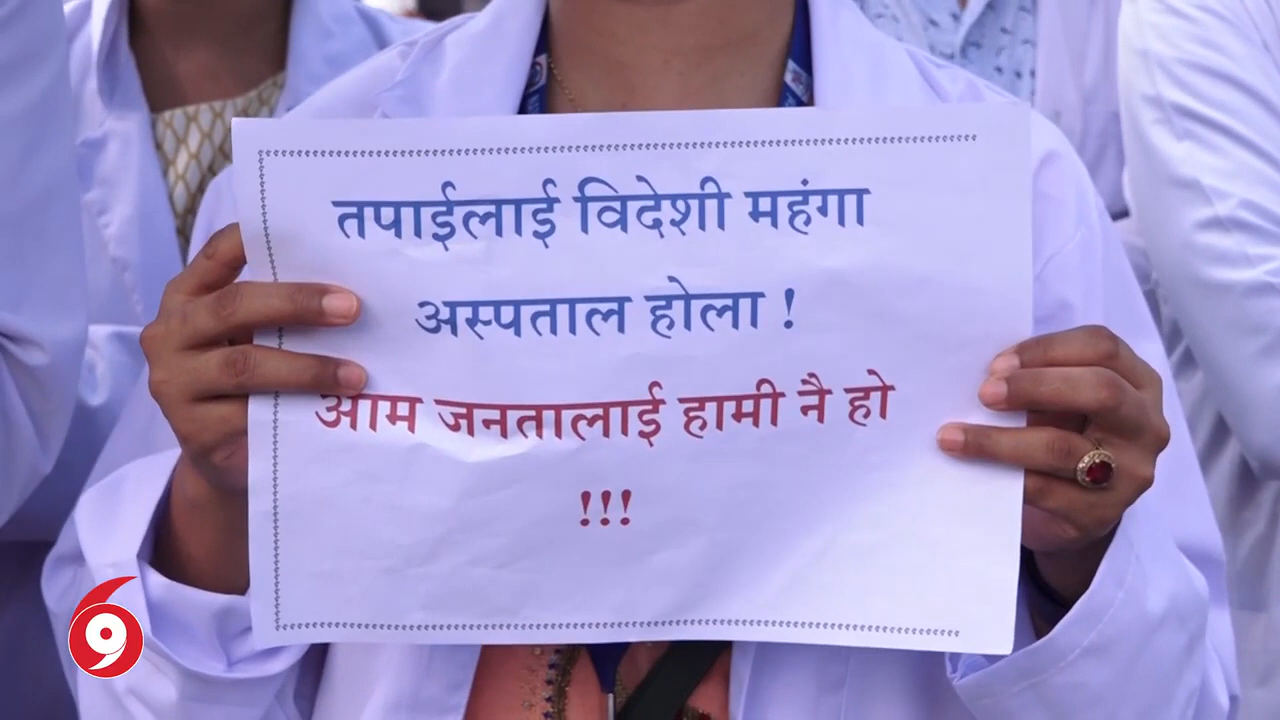 तपाईलाई विदेशी महंगा
अस्पताल होला !
आम जनतालाई हामी नै हो
!!!